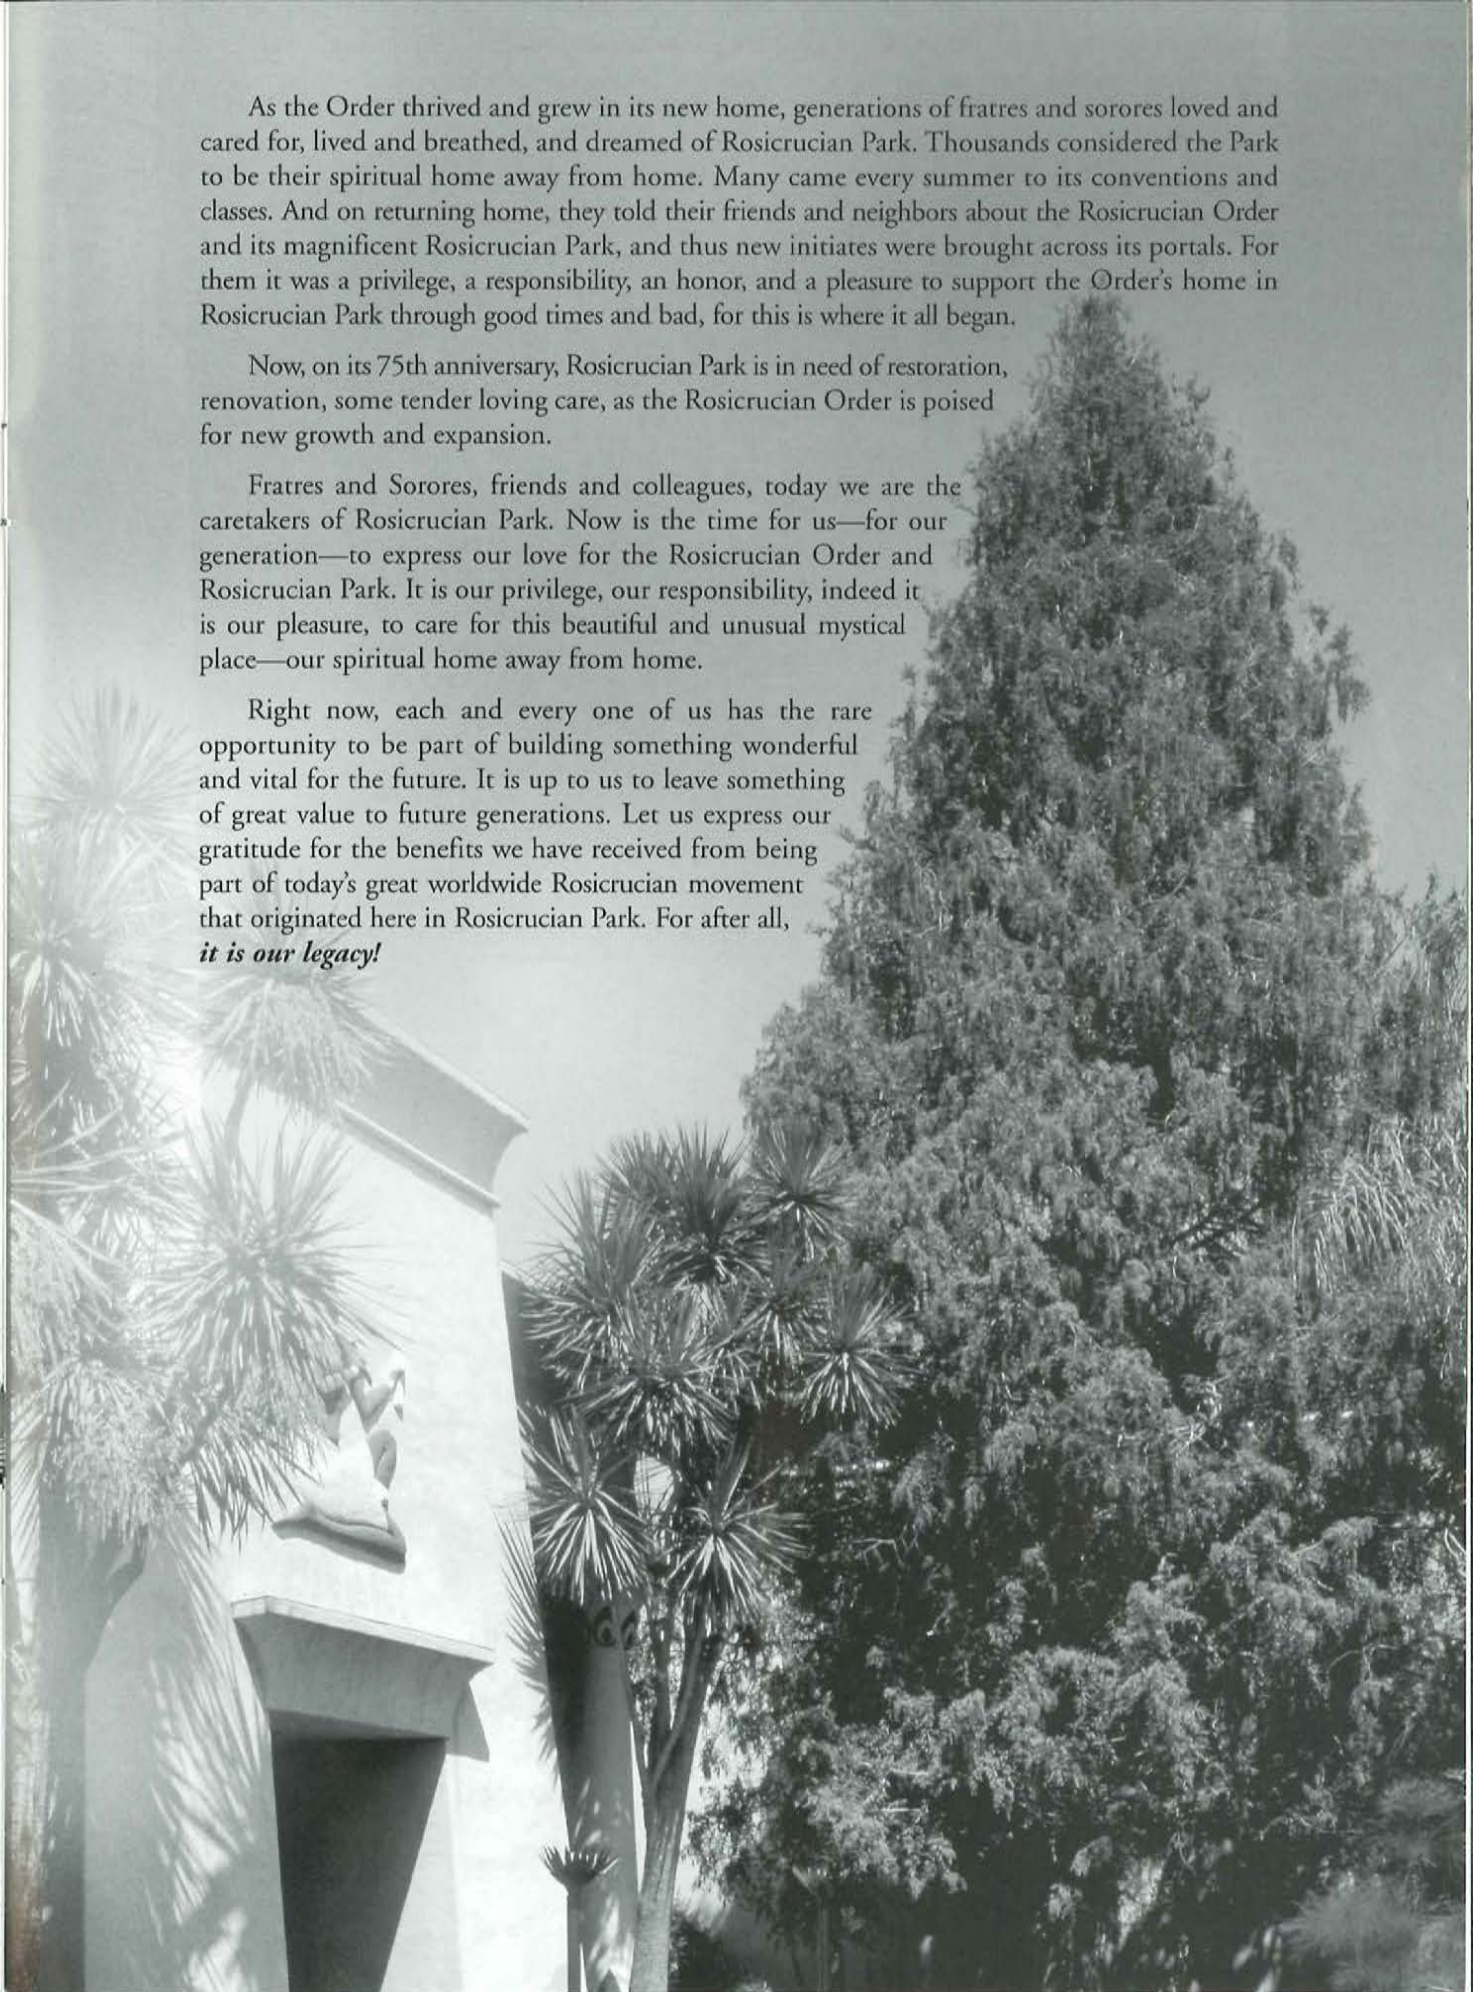 As the Order thrived and grew in its new home, generations of fratres and sorores loved and
cared for, lived and breathed, and dreamed of Rosicrucian Park. Thousands considered the Park
to be their spiritual home away from home. Many came every summer to its conventions and
classes. And on returning home, they told their friends and neighbors about the Rosicrucian Order
and its magnificent Rosicrucian Park, and thus new initiates were brought across its portals. For
them it was a privilege, a responsibility, an honor, and a pleasure to support the Order's home in
Rosicrucian Park through good times and bad, for this is where it all began.
Now, on its 75th anniversary, Rosicrucian Park is in need of restoration,
renovation, some tender loving care, as the Rosicrucian Order is poised
for new growth and expansion.
Fratres and Sorores, friends and colleagues, today we are the
caretakers of Rosicrucian Park. Now is the time for us—for our
generation—to express our love for the Rosicrucian Order and
Rosicrucian Park. It is our privilege, our responsibility, indeed it
is our pleasure, to care for this beautiful and unusual mystical
place—our spiritual home away from home.
Right now, each and every one of us has the rare
opportunity to be part of building something wonderful
and vital for the future. It is up to us to leave something
of great value to future generations. Let us express our
gratitude for the benefits we have received from being
part of today's great worldwide Rosicrucian movement
that originated here in Rosicrucian Park. For after all,
it is our legacy!